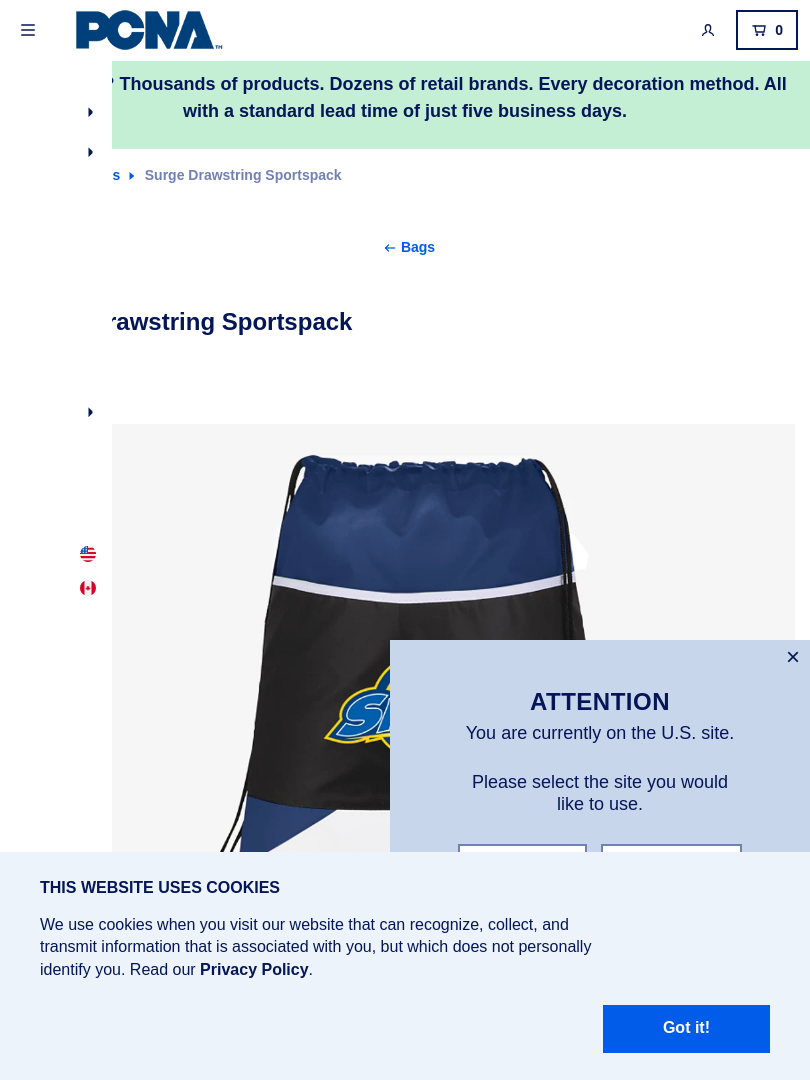 PCNA™
0
? Thousands of products. Dozens of retail brands. Every decoration method. All
with a standard lead time of just five business days.
s Surge Drawstring Sportspack
Bags
rawstring Sportspack
ATTENTION
You are currently on the U.S. site.
Please select the site you would
like to use.
THIS WEBSITE USES COOKIES
We use cookies when you visit our website that can recognize, collect, and
transmit information that is associated with you, but which does not personally
identify you. Read our Privacy Policy.
Got it!